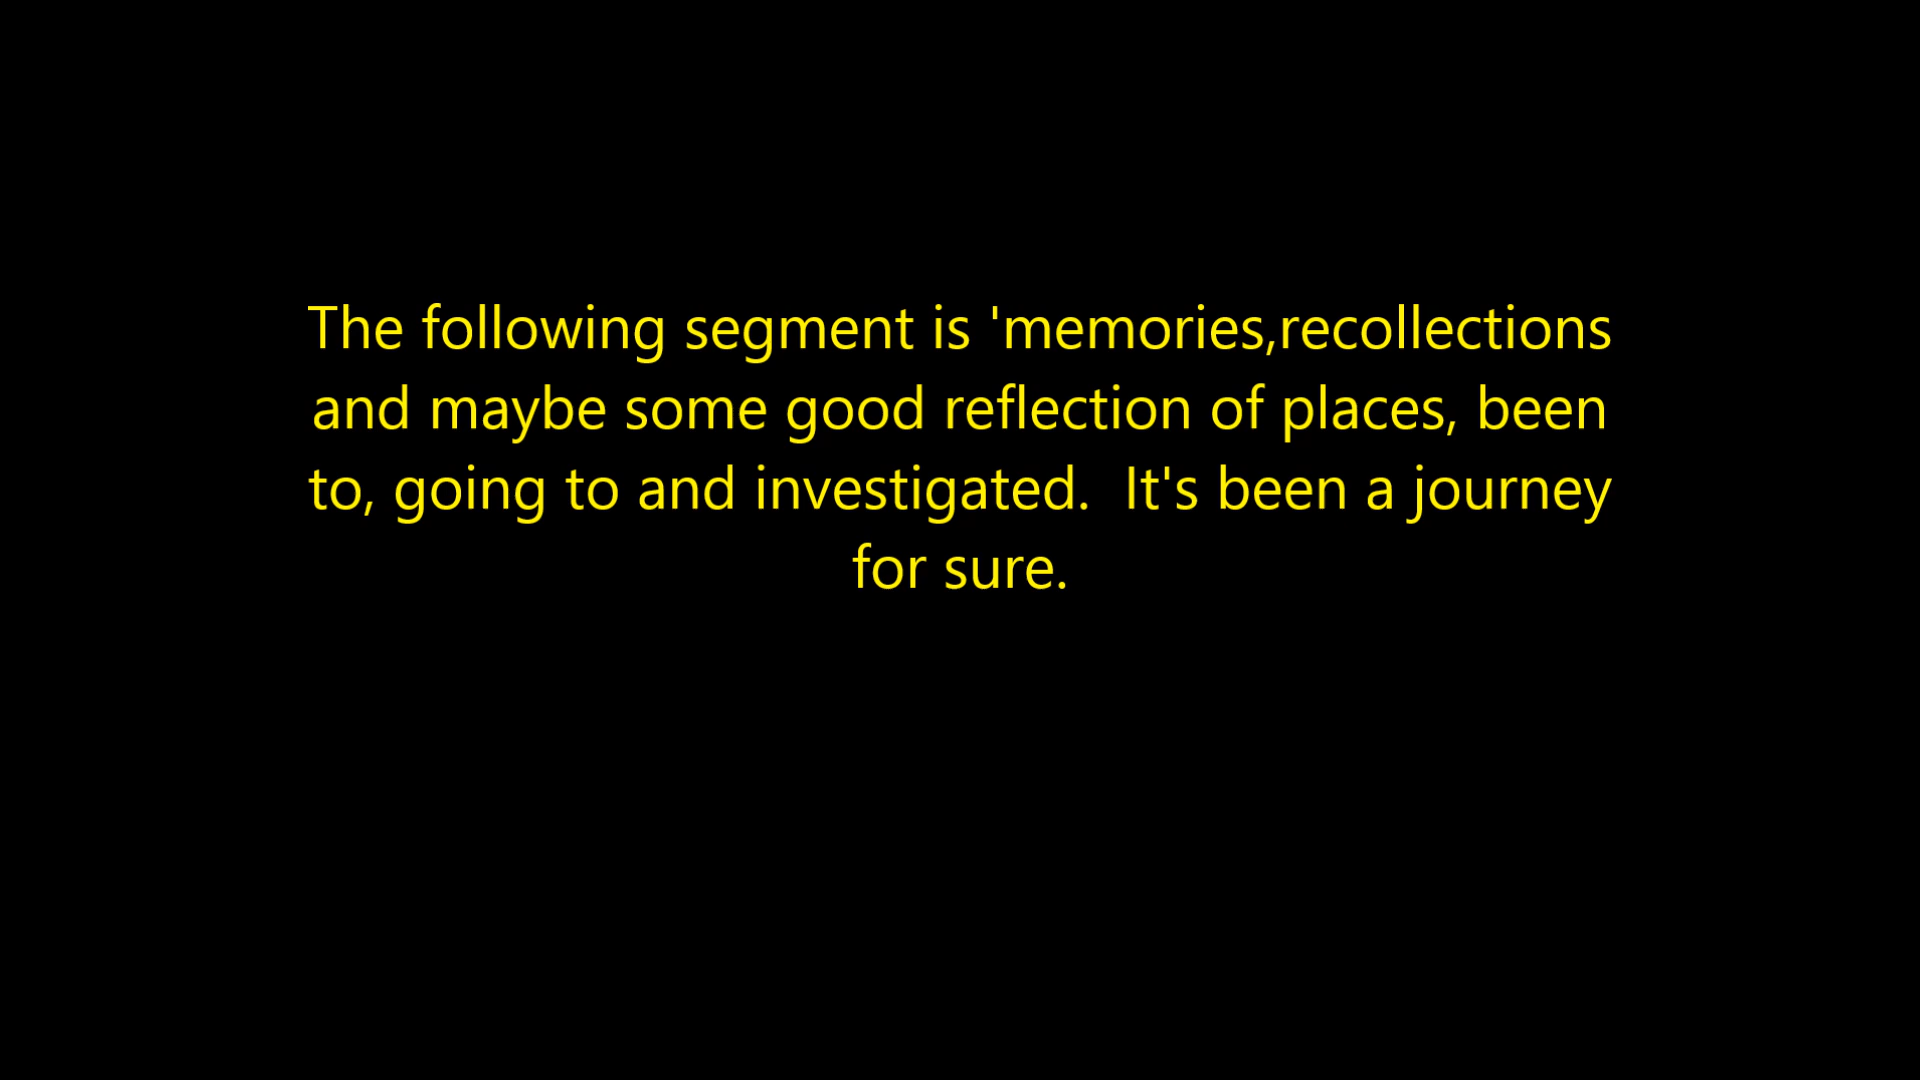 The following segment is 'memories,recollections
and maybe some good reflection of places, been
to, going to and investigated.  It's been a journey
for sure.